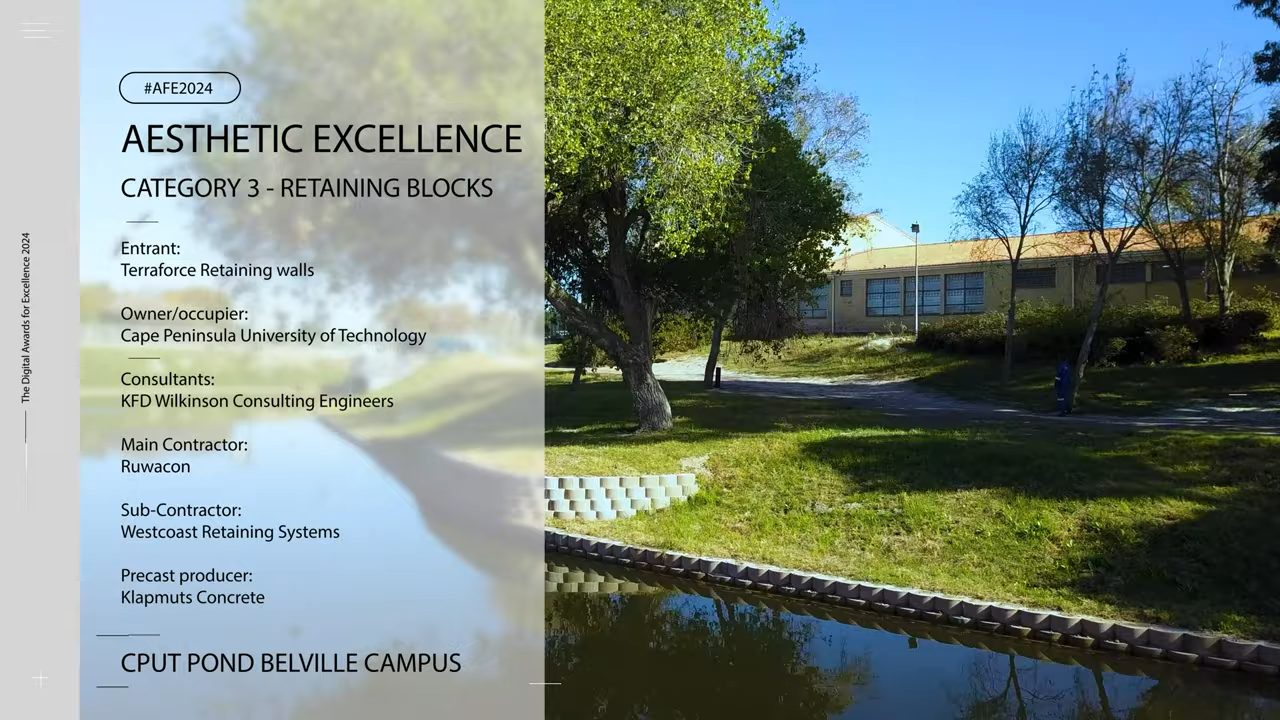 #AFE2024
AESTHETIC EXCELLENCE
CATEGORY 3 - RETAINING BLOCKS
Entrant:
Terraforce Retaining walls
Owner/occupier:
Cape Peninsula University of Technology
Consultants:
KFD Wilkinson Consulting Engineers
Main Contractor:
Ruwacon
Sub-Contractor:
Westcoast Retaining Systems
Precast producer:
Klapmuts Concrete
CPUT POND BELVILLE CAMPUS
The Digital Awards for Excellence 2024